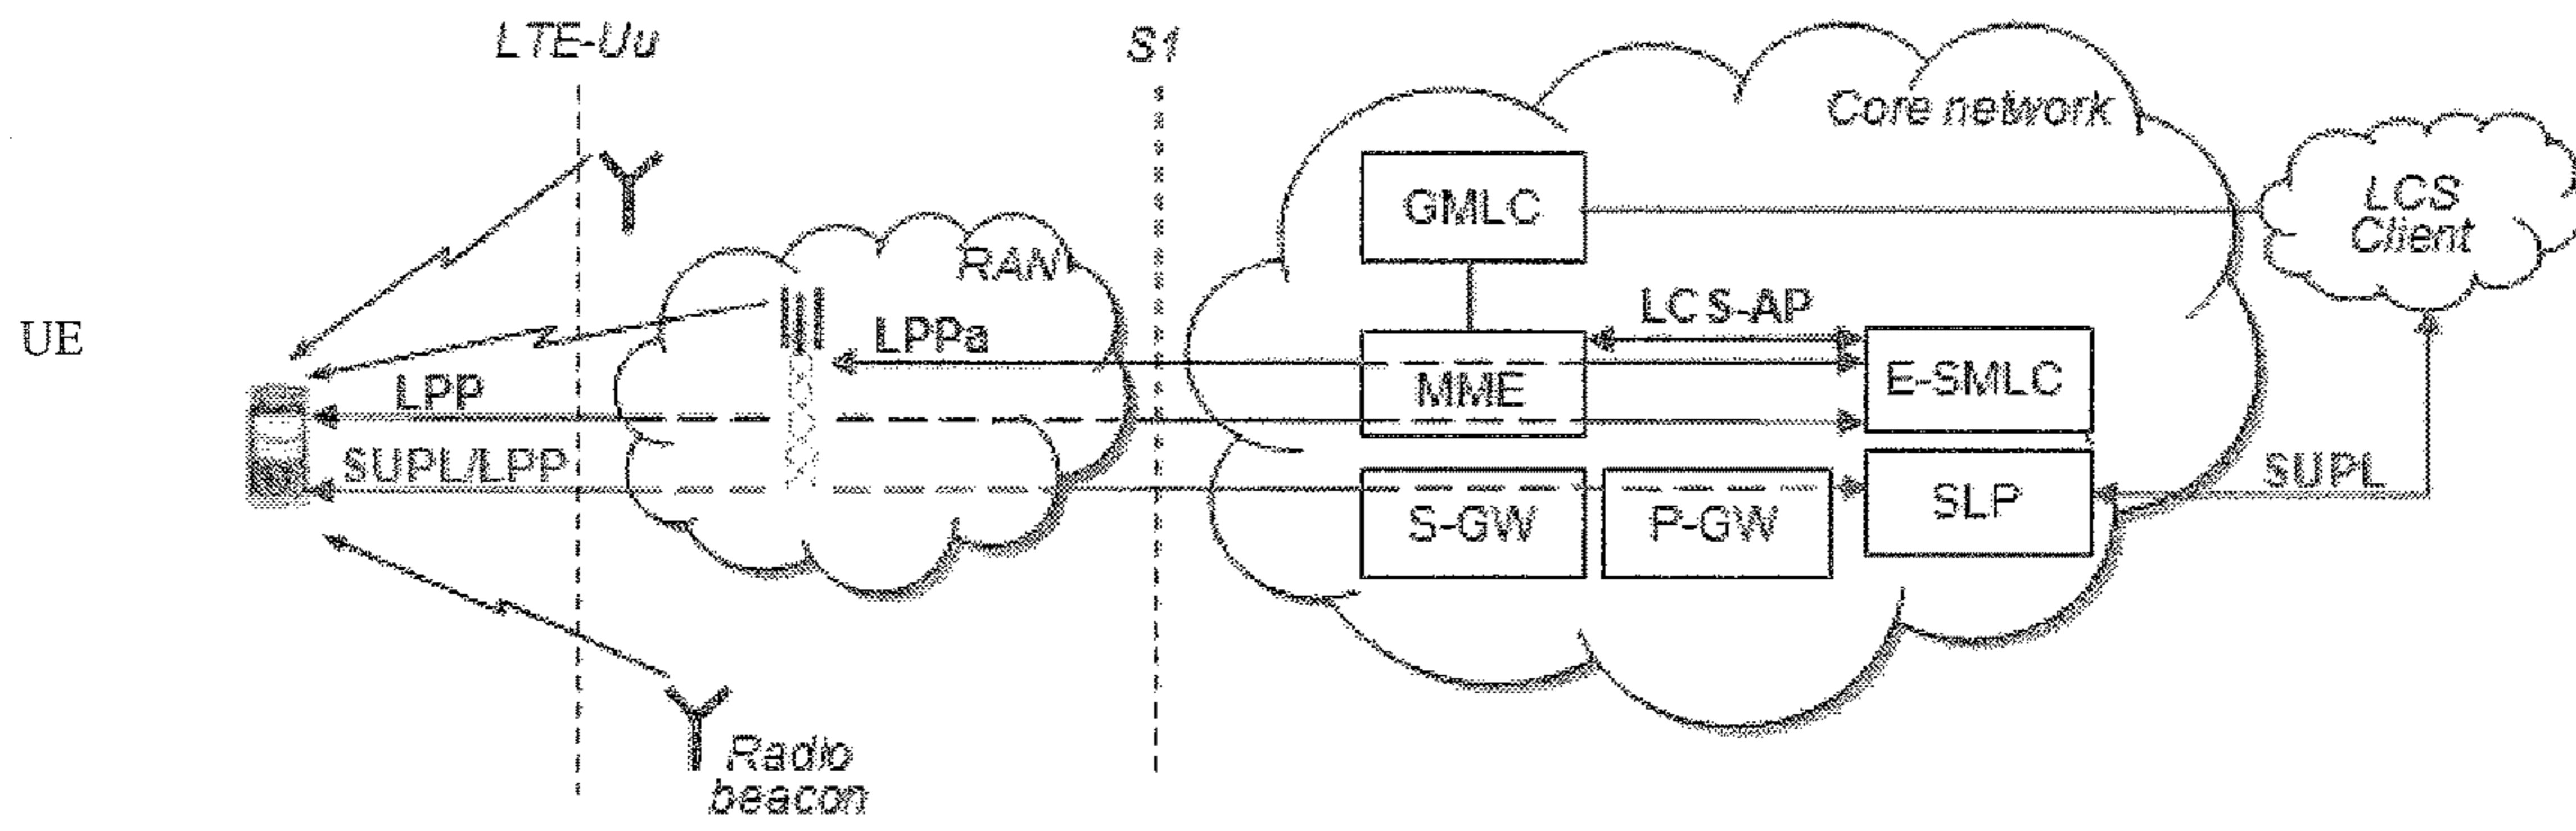 LTE-Uu
S1
Core network
GMLC
LCS
Client
RAN
UE
LPPa
LCS-AP
MME
E-SMLC
LPP
SUPL/LPP
S-GW
P-GW
SLP
SUPL
Radio
beacon